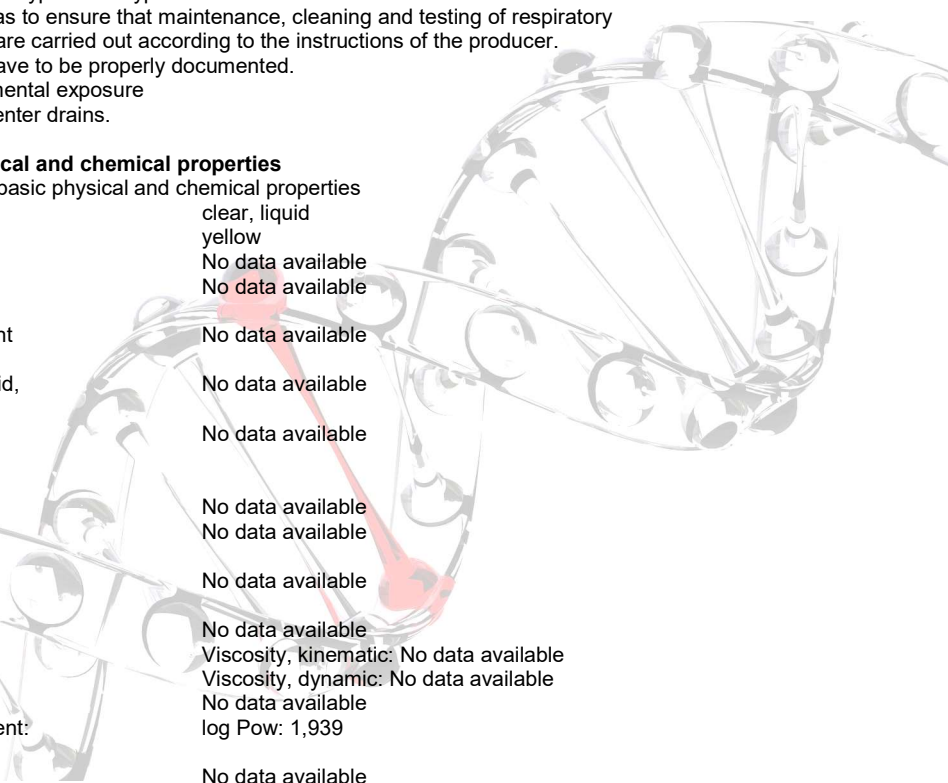 as to ensure that maintenance, cleaning and testing of respiratory
are carried out according to the instructions of the producer.
ave to be properly documented.
mental exposure
enter drains.
cal and chemical properties
basic physical and chemical properties
clear, liquid
yellow
No data available
No data available
nt No data available
id, No data available
No data available
No data available
No data available
No data available
No data available
Viscosity, kinematic: No data available
Viscosity, dynamic: No data available
No data available
ent: log Pow: 1,939
No data available